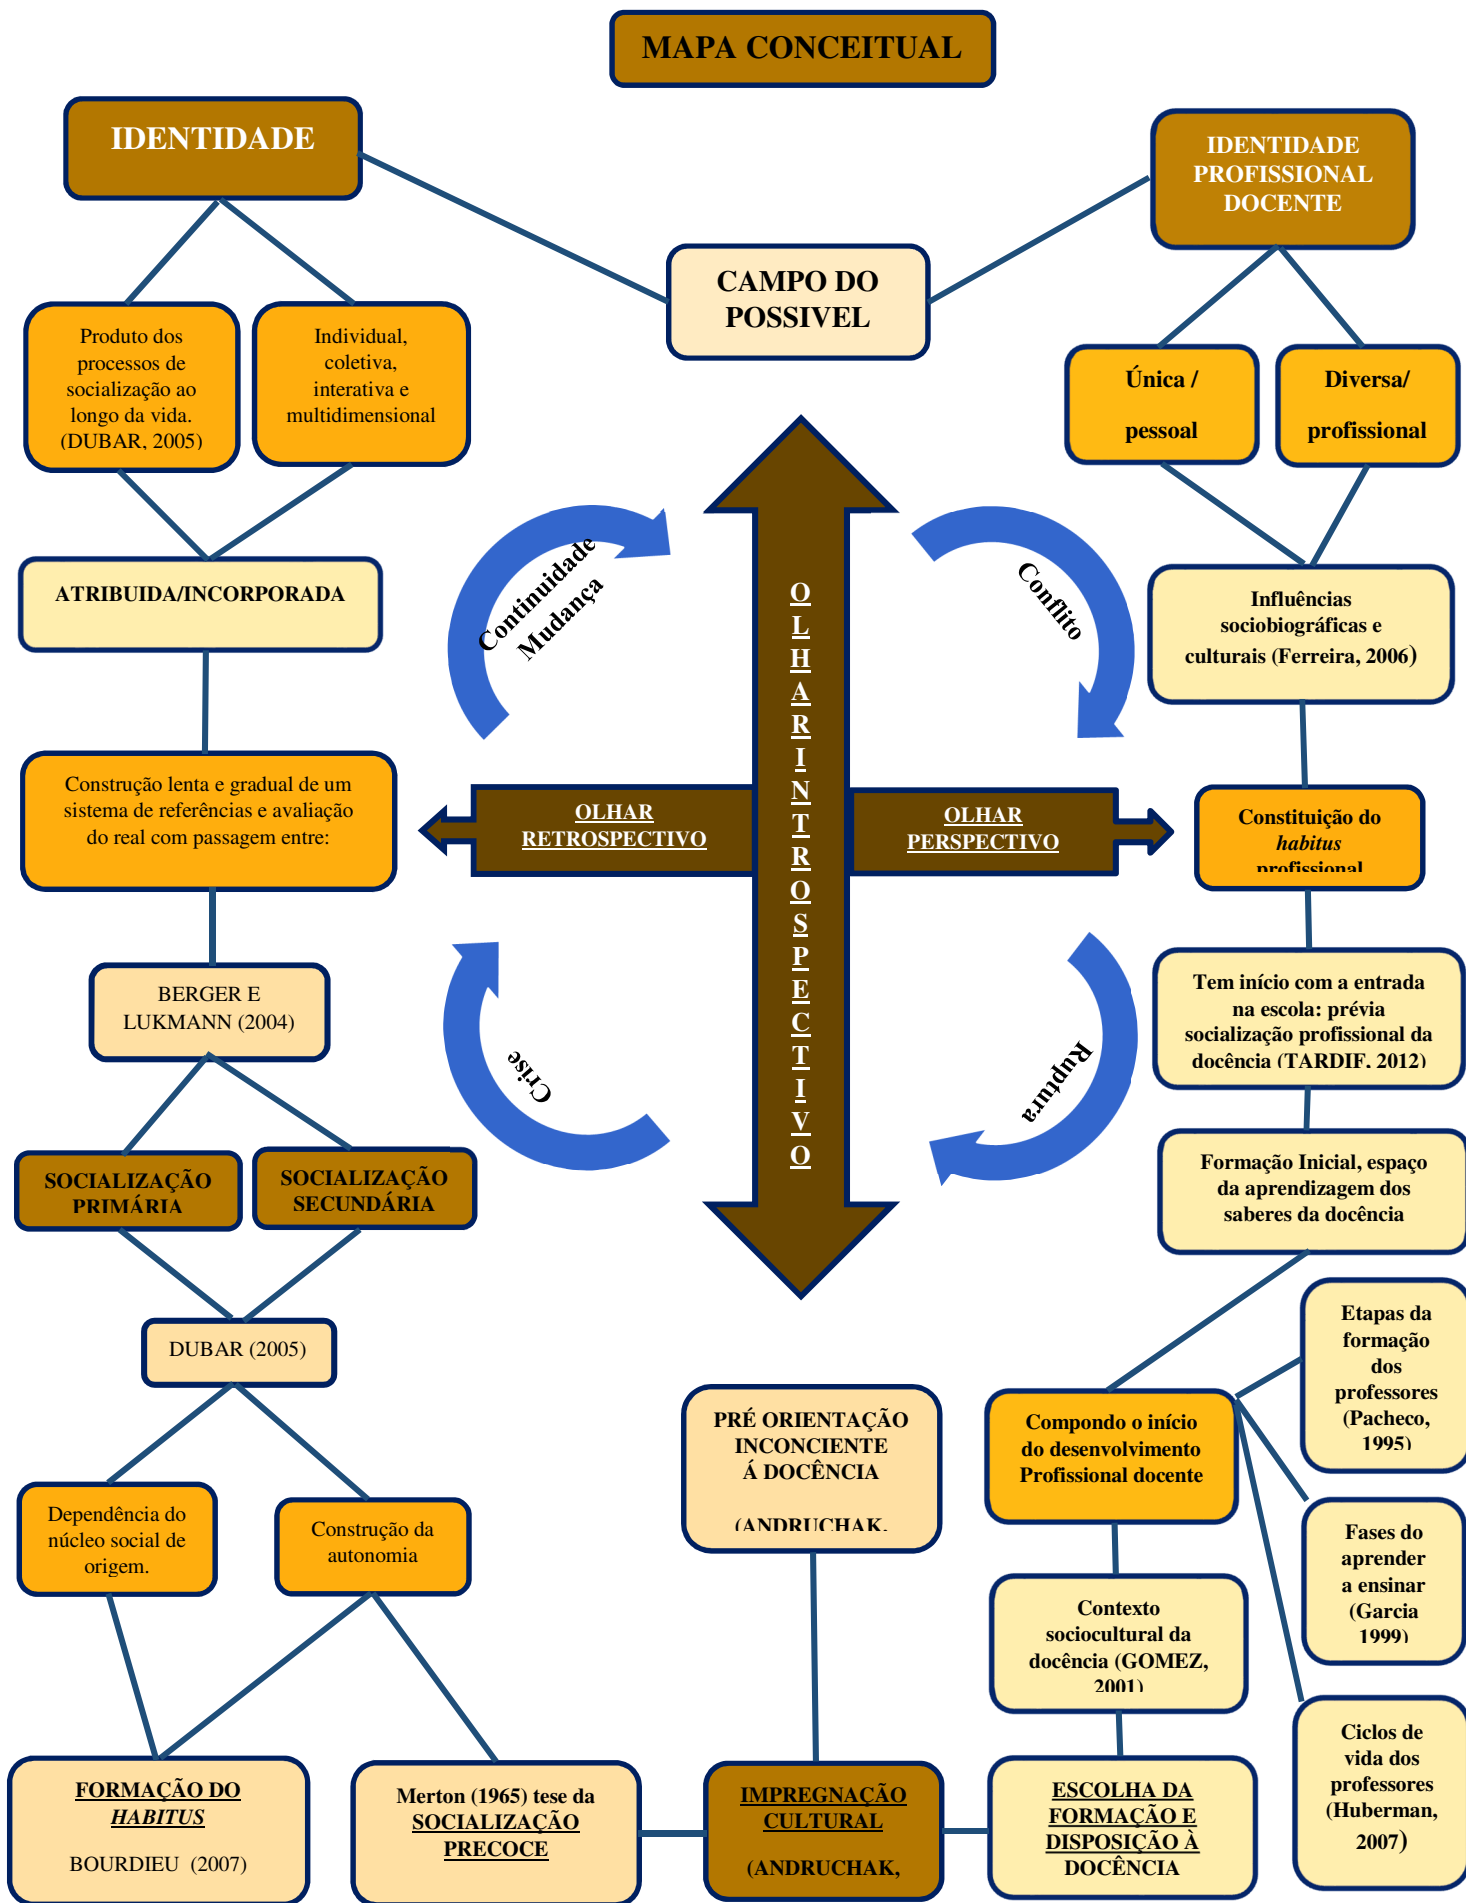 MAPA CONCEITUAL
IDENTIDADE
IDENTIDADE
PROFISSIONAL
DOCENTE
CAMPO DO
POSSIVEL
Produto dos
processos de
socialização ao
longo da vida.
(DUBAR, 2005)
Individual,
coletiva,
interativa e
multidimensional
Única /
pessoal
Diversa/
profissional
ATRIBUIDA/INCORPORADA
Continuidade
Mudança
Conflito
Influências
sociobiográficas e
culturais (Ferreira, 2006)
OLHARINTROSPECTIVO
Construção lenta e gradual de um
sistema de referências e avaliação
do real com passagem entre:
OLHAR
RETROSPECTIVO
OLHAR
PERSPECTIVO
Constituição do
habitus
profissional
BERGER E
LUKMANN (2004)
Crise
Ruptura
Tem início com a entrada
na escola: prévia
socialização profissional da
docência (TARDIF, 2012)
SOCIALIZAÇÃO
PRIMÁRIA
SOCIALIZAÇÃO
SECUNDÁRIA
Formação Inicial, espaço
da aprendizagem dos
saberes da docência
DUBAR (2005)
Etapas da
formação
dos
professores
(Pacheco,
1995)
PRÉ ORIENTAÇÃO
INCONCIENTE
Á DOCÊNCIA
(ANDRUCHAK,
Compondo o início
do desenvolvimento
Profissional docente
Dependência do
núcleo social de
origem.
Construção da
autonomia
Fases do
aprender
a ensinar
(Garcia
1999)
Contexto
sociocultural da
docência (GOMEZ,
2001)
Ciclos de
vida dos
professores
(Huberman,
2007)
FORMAÇÃO DO
HABITUS
BOURDIEU (2007)
Merton (1965) tese da
SOCIALIZAÇÃO
PRECOCE
IMPREGNAÇÃO
CULTURAL
(ANDRUCHAK,
ESCOLHA DA
FORMAÇÃO E
DISPOSIÇÃO À
DOCÊNCIA